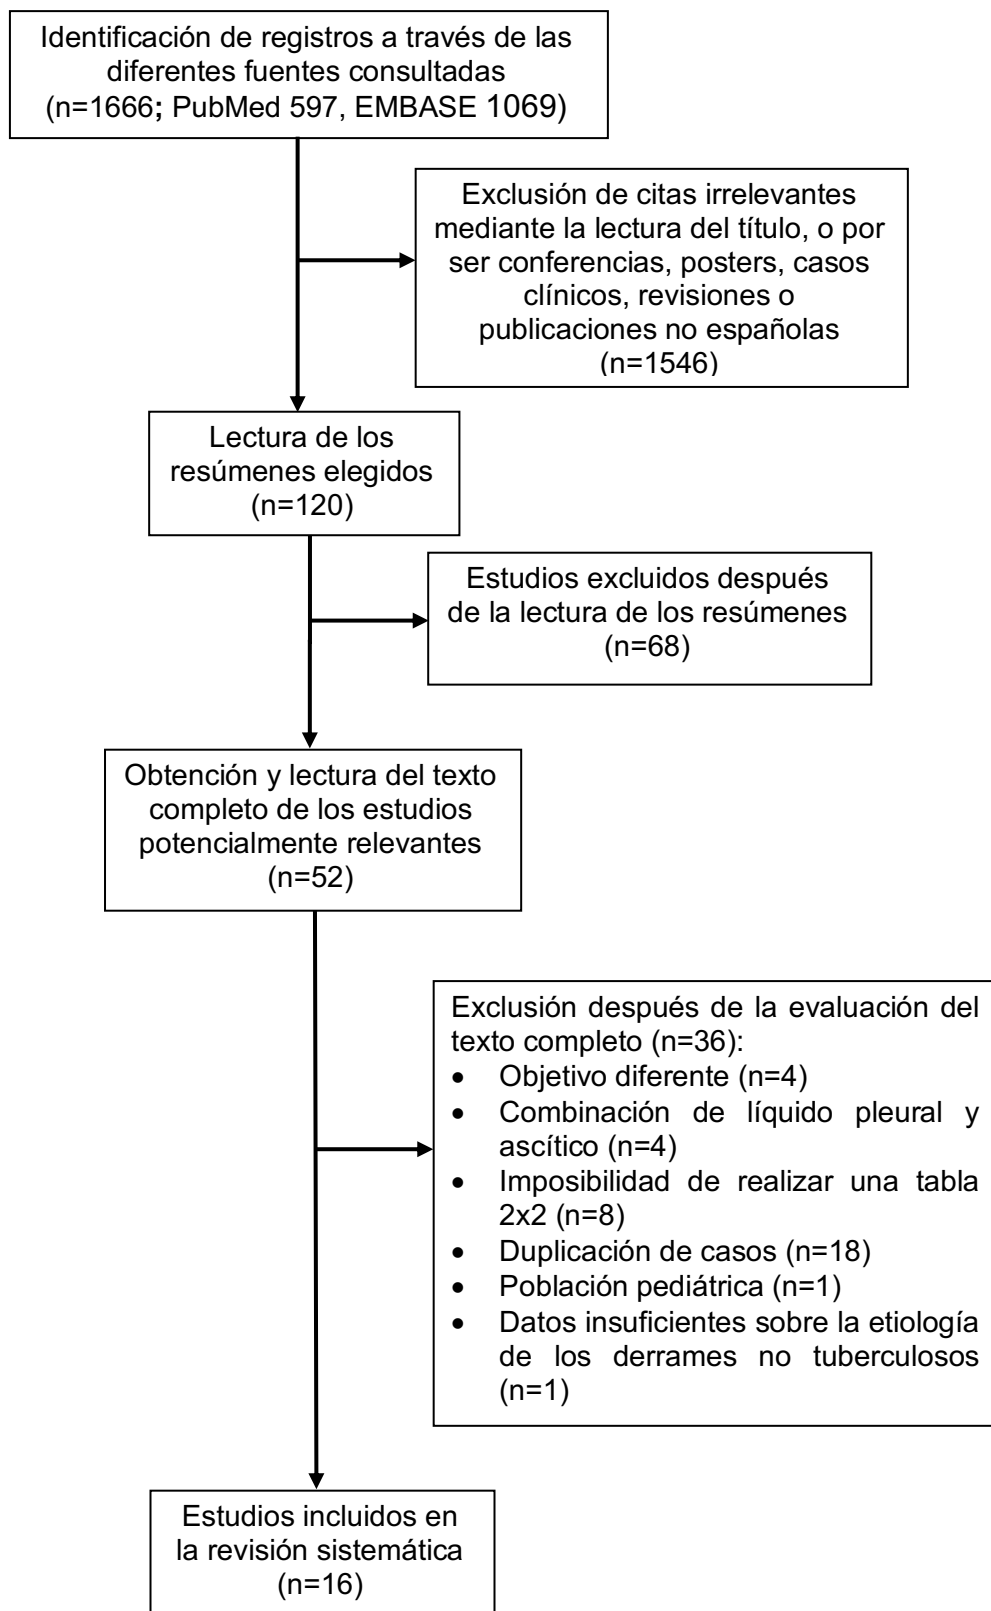 Identificación de registros a través de las
diferentes fuentes consultadas
(n=1666; PubMed 597, EMBASE 1069)
Exclusión de citas irrelevantes
mediante la lectura del título, o por
ser conferencias, posters, casos
clínicos, revisiones o
publicaciones no españolas
(n=1546)
Lectura de los
resúmenes elegidos
(n=120)
Estudios excluidos después
de la lectura de los resúmenes
(n=68)
Obtención y lectura del texto
completo de los estudios
potencialmente relevantes
(n=52)
Exclusión después de la evaluación del
texto completo (n=36):
• Objetivo diferente (n=4)
• Combinación de líquido pleural y
ascítico (n=4)
• Imposibilidad de realizar una tabla
2x2 (n=8)
• Duplicación de casos (n=18)
• Población pediátrica (n=1)
• Datos insuficientes sobre la etiología
de los derrames no tuberculosos
(n=1)
Estudios incluidos en
la revisión sistemática
(n=16)